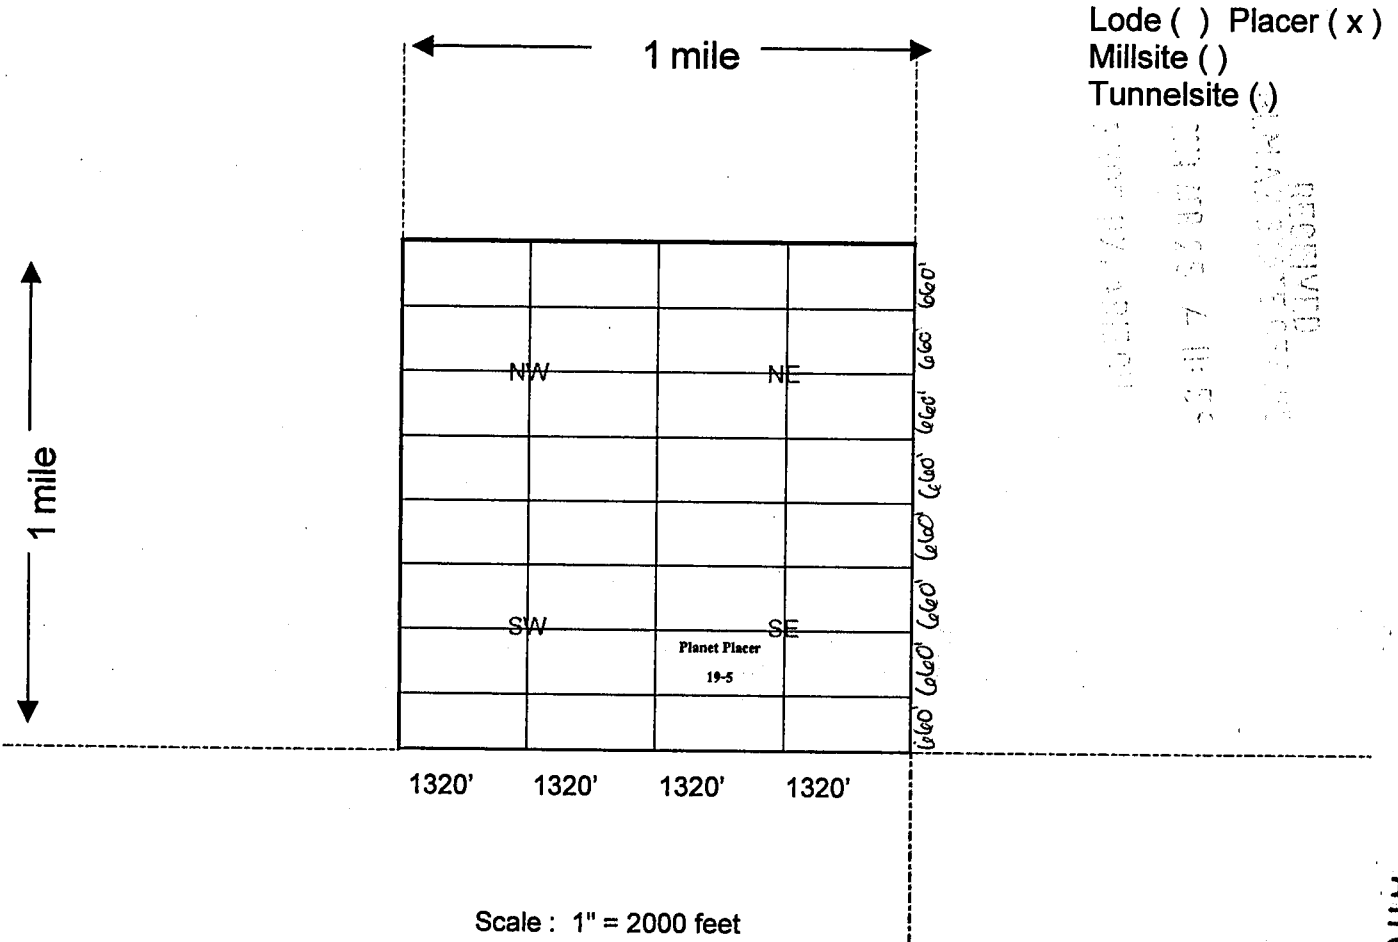 Lode ( ) Placer ( x )
Millsite ( )
Tunnelsite ( )
1 mile
RECEIVED
1 mile
660'
660'
NW NE
660'
660'
660'
660'
SW SE
Planet Placer
660'
19-5
660'
1320' 1320' 1320' 1320'
Scale : 1" = 2000 feet